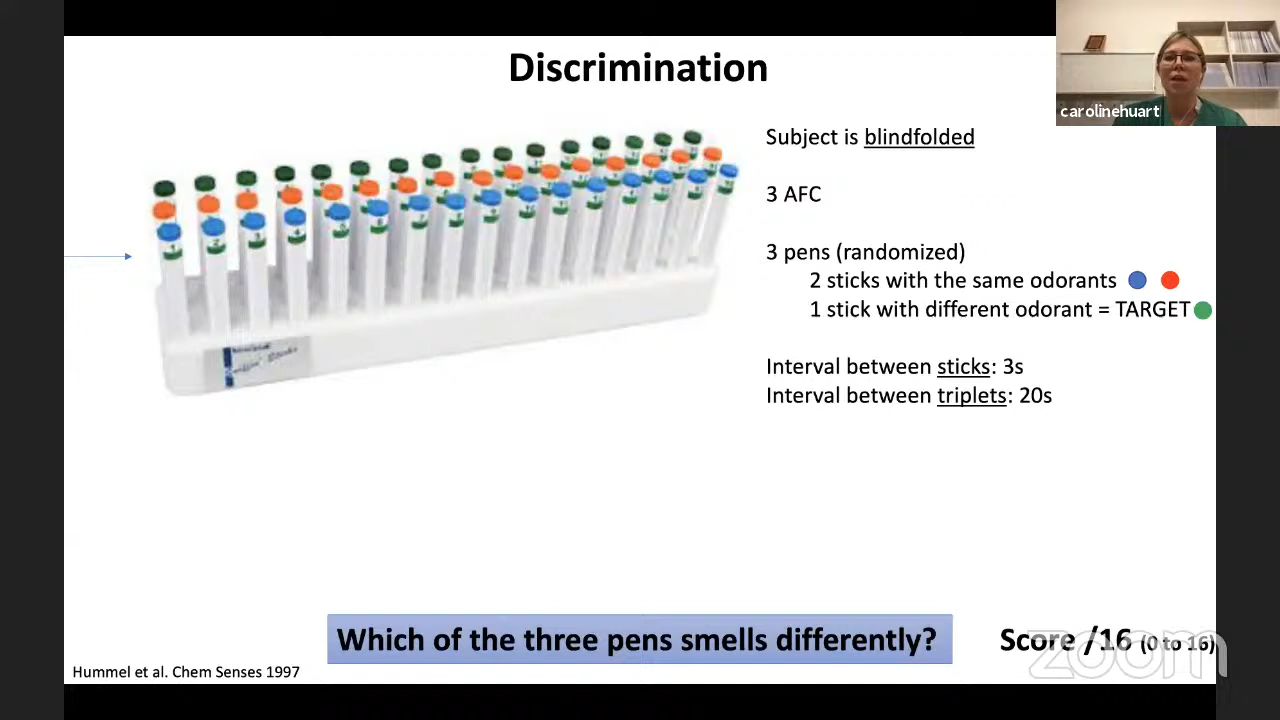 Discrimination
carolinehuart
Subject is blindfolded
3 AFC
3 pens (randomized)
2 sticks with the same odorants
1 stick with different odorant = TARGET
Interval between sticks: 3s
Interval between triplets: 20s
Which of the three pens smells differently?
Score /16 (0 to 16)
zoom
Hummel et al. Chem Senses 1997